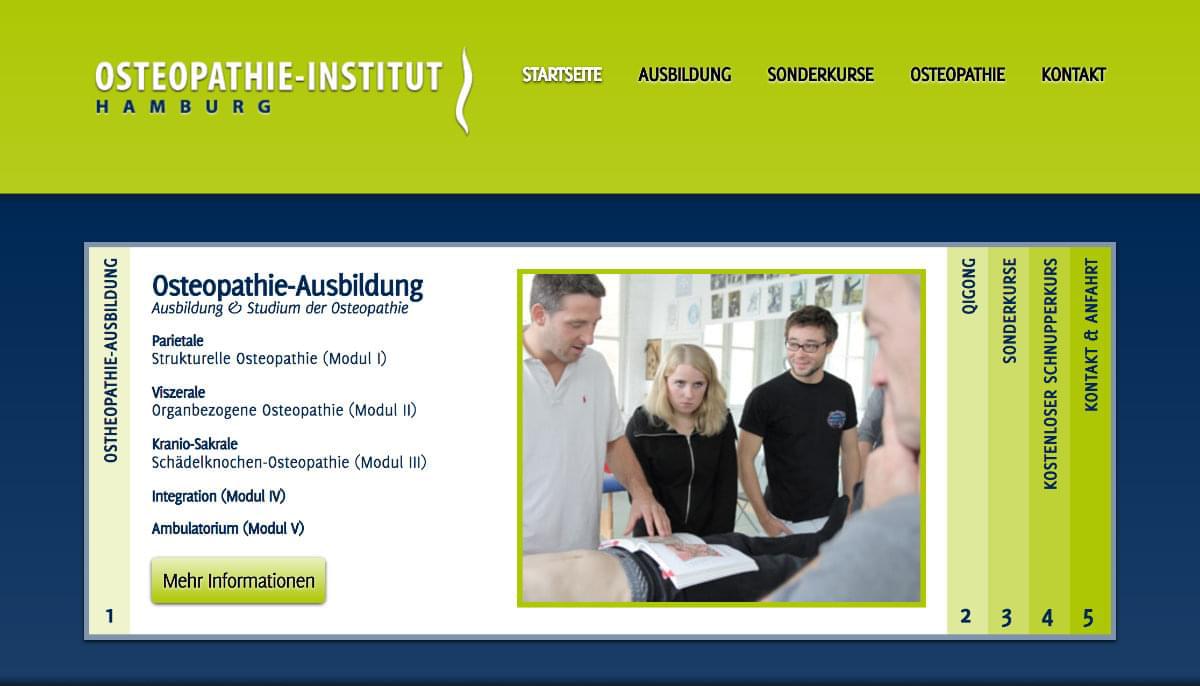 OSTEOPATHIE-INSTITUT
HAMBURG
STARTSEITE
AUSBILDUNG
SONDERKURSE
OSTEOPATHIE
KONTAKT
OSTHEOPATHIE-AUSBILDUNG
1
Osteopathie-Ausbildung
Ausbildung & Studium der Osteopathie
Parietale
Strukturelle Osteopathie (Modul I)
Viszerale
Organbezogene Osteopathie (Modul II)
Kranio-Sakrale
Schädelknochen-Osteopathie (Modul III)
Integration (Modul IV)
Ambulatorium (Modul V)
Mehr Informationen
QIGONG
2
SONDERKURSE
3
KOSTENLOSER SCHNUPPERKURS
4
KONTAKT & ANFAHRT
5